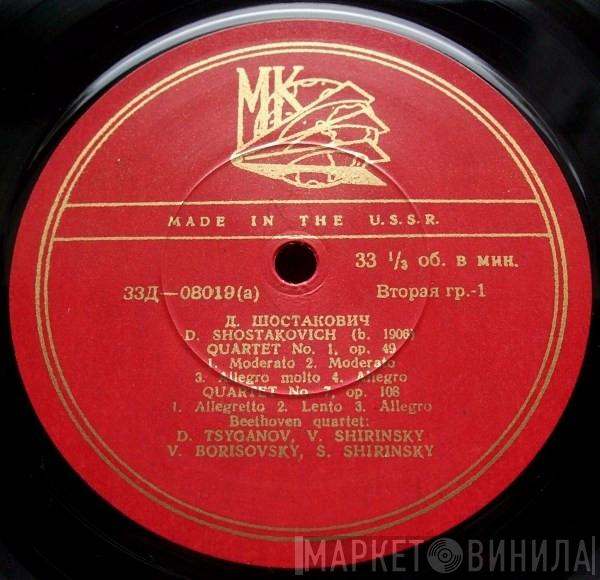 МК
MADE IN THE U.S.S.R.
33 ⅓ об. в мин.
33Д—08019(а) Вторая гр.-1
Д. ШОСТАКОВИЧ
D. SHOSTAKOVICH (b. 1906)
QUARTET No. 1, op. 49
1. Moderato 2. Moderato
3. Allegro molto 4. Allegro
QUARTET No. 7, op. 108
1. Allegretto 2. Lento 3. Allegro
Beethoven quartet:
D. TSYGANOV, V. SHIRINSKY
V. BORISOVSKY, S. SHIRINSKY
МАРКЕТ ВИНИЛА